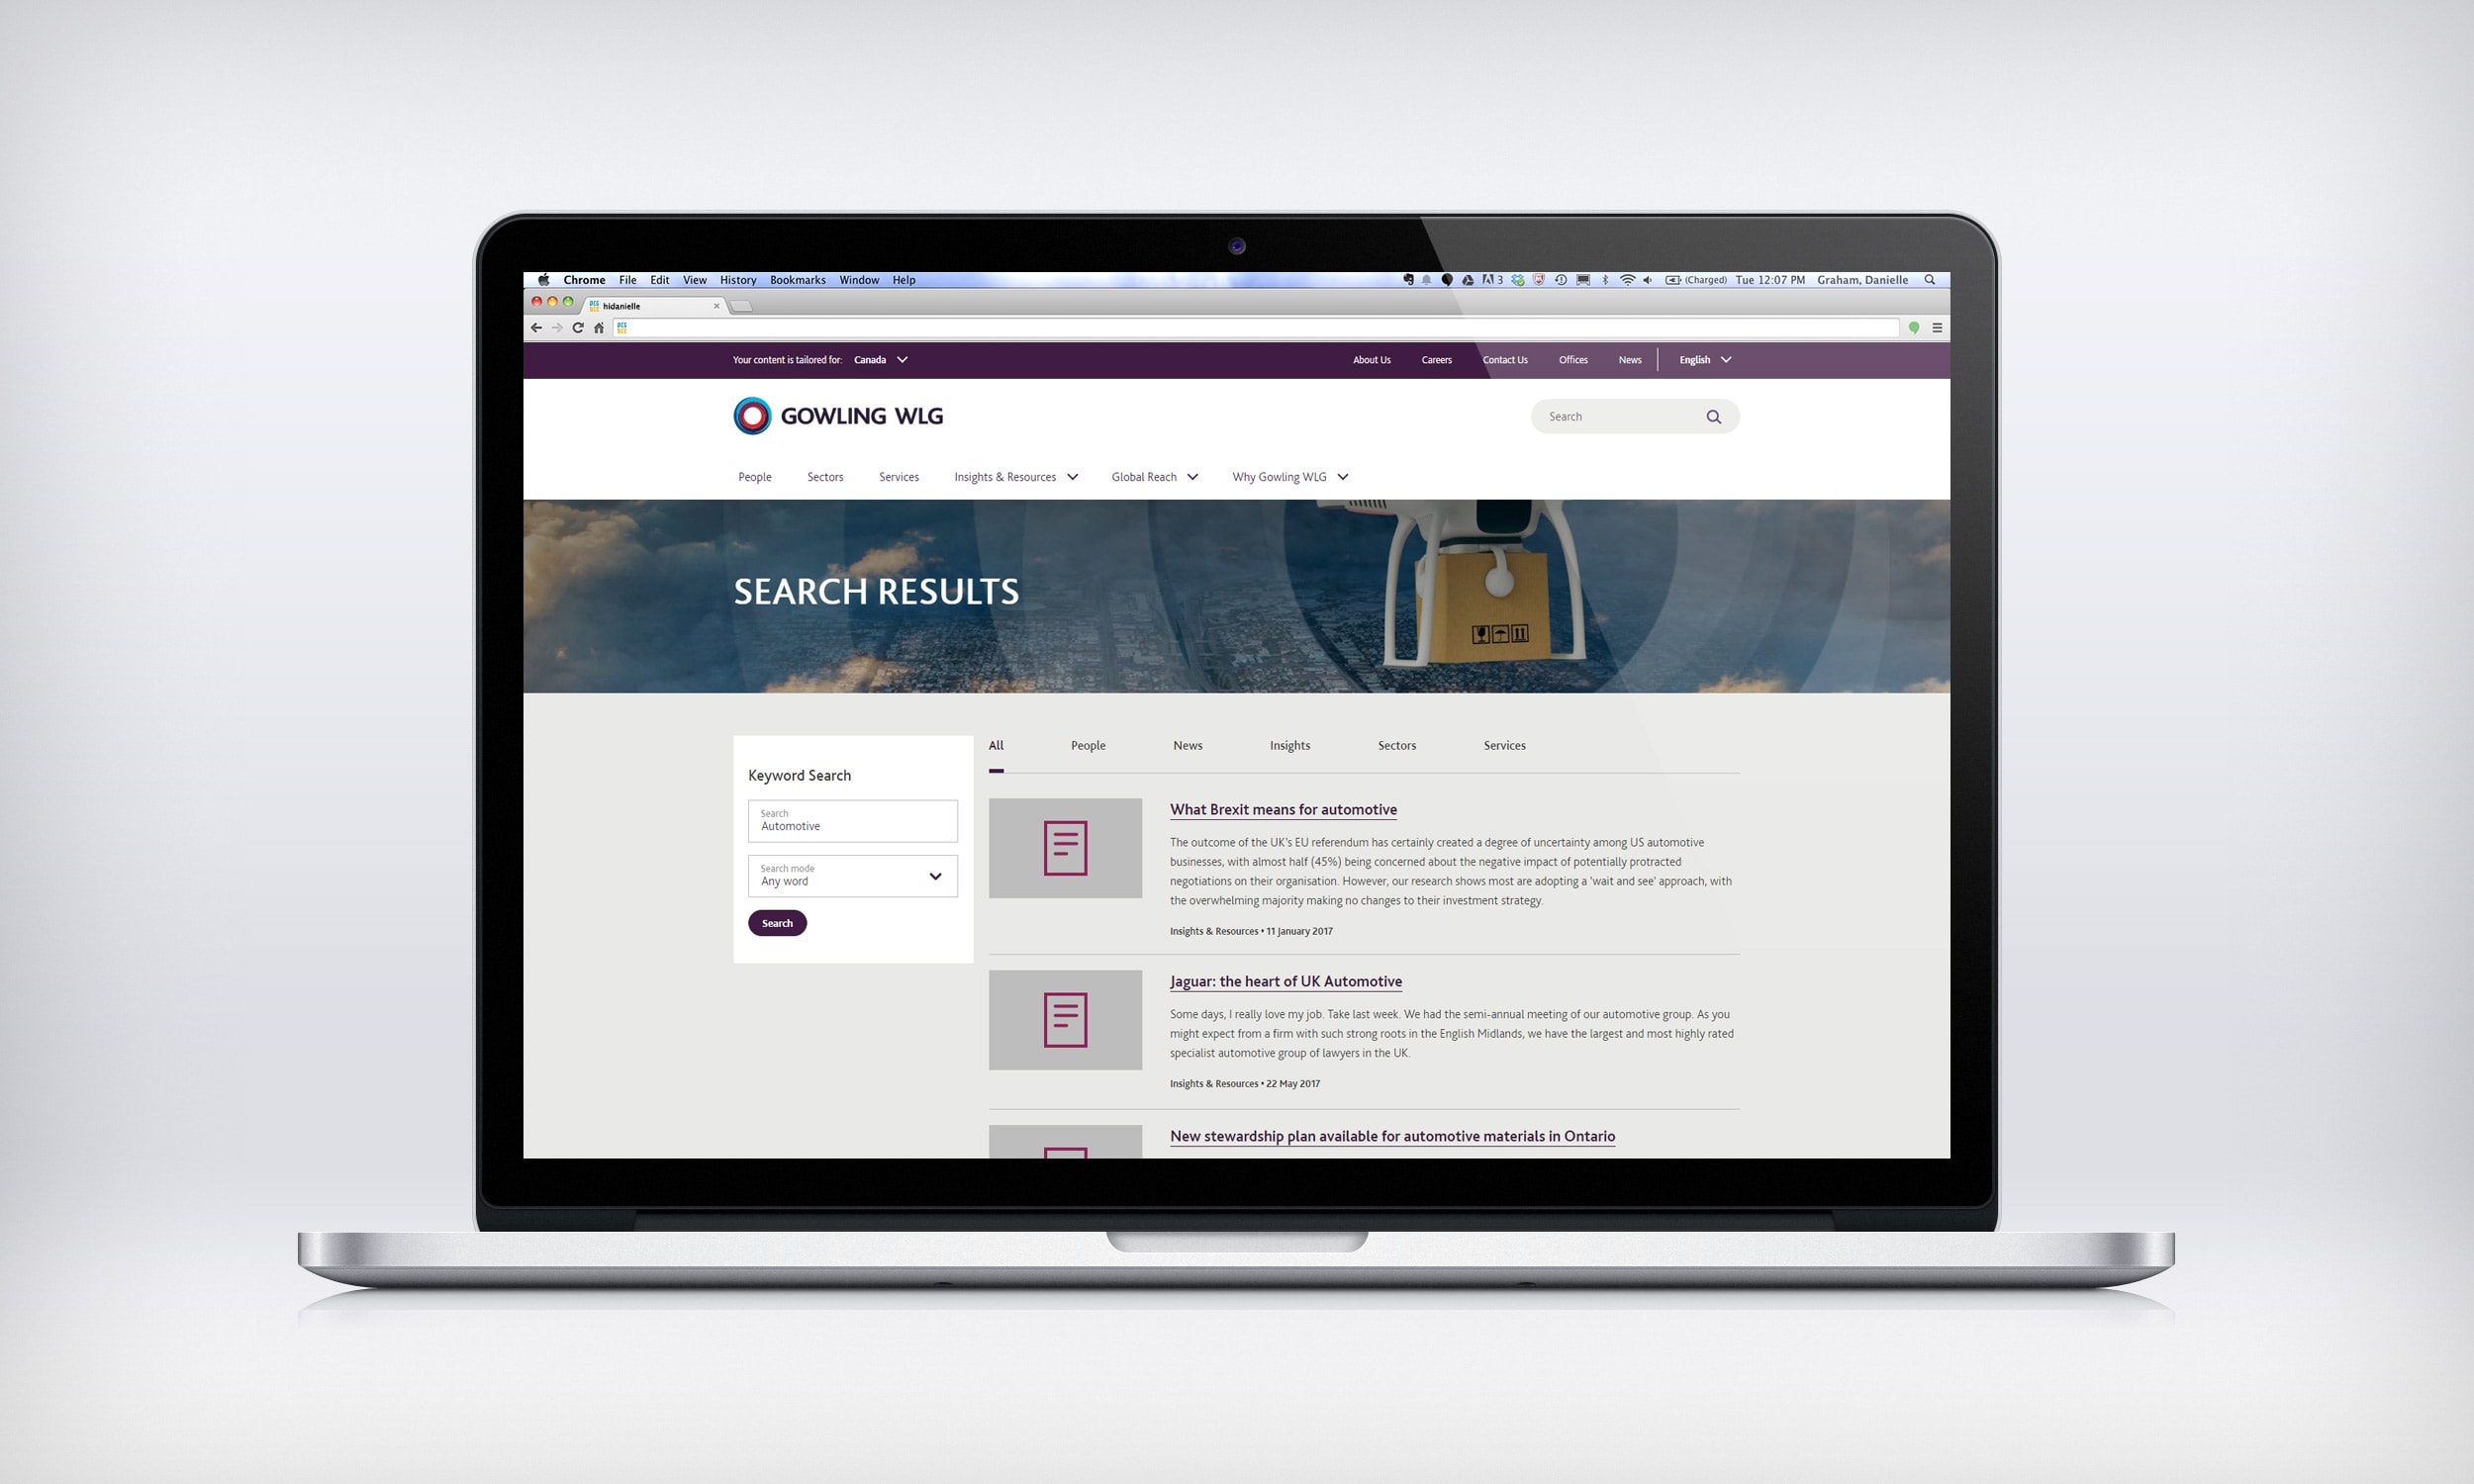 Chrome File Edit View History Bookmarks Window Help 3 (Charged) Tue 12:07 PM Graham, Danielle
hidanielle
Your content is tailored for: Canada About Us Careers Contact Us Offices News English
GOWLING WLG Search
People Sectors Services Insights & Resources Global Reach Why Gowling WLG
SEARCH RESULTS
Keyword Search
Search
Automotive
Search mode
Any word
Search
All People News Insights Sectors Services
What Brexit means for automotive
The outcome of the UK's EU referendum has certainly created a degree of uncertainty among US automotive
businesses, with almost half (45%) being concerned about the negative impact of potentially protracted
negotiations on their organisation. However, our research shows most are adopting a 'wait and see' approach, with
the overwhelming majority making no changes to their investment strategy.
Insights & Resources • 11 January 2017
Jaguar: the heart of UK Automotive
Some days, I really love my job. Take last week. We had the semi-annual meeting of our automotive group. As you
might expect from a firm with such strong roots in the English Midlands, we have the largest and most highly rated
specialist automotive group of lawyers in the UK.
Insights & Resources • 22 May 2017
New stewardship plan available for automotive materials in Ontario